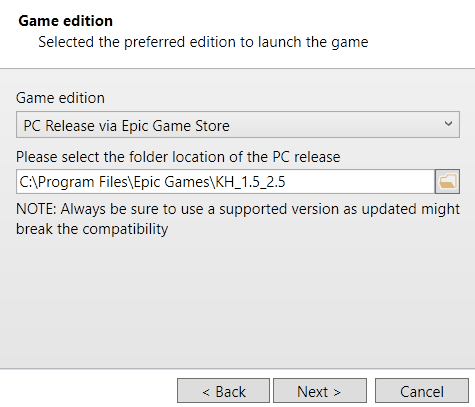 Game edition
Selected the preferred edition to launch the game
Game edition
PC Release via Epic Game Store
Please select the folder location of the PC release
C:\Program Files\Epic Games\KH_1.5_2.5
NOTE: Always be sure to use a supported version as updated might
break the compatibility
< Back Next > Cancel